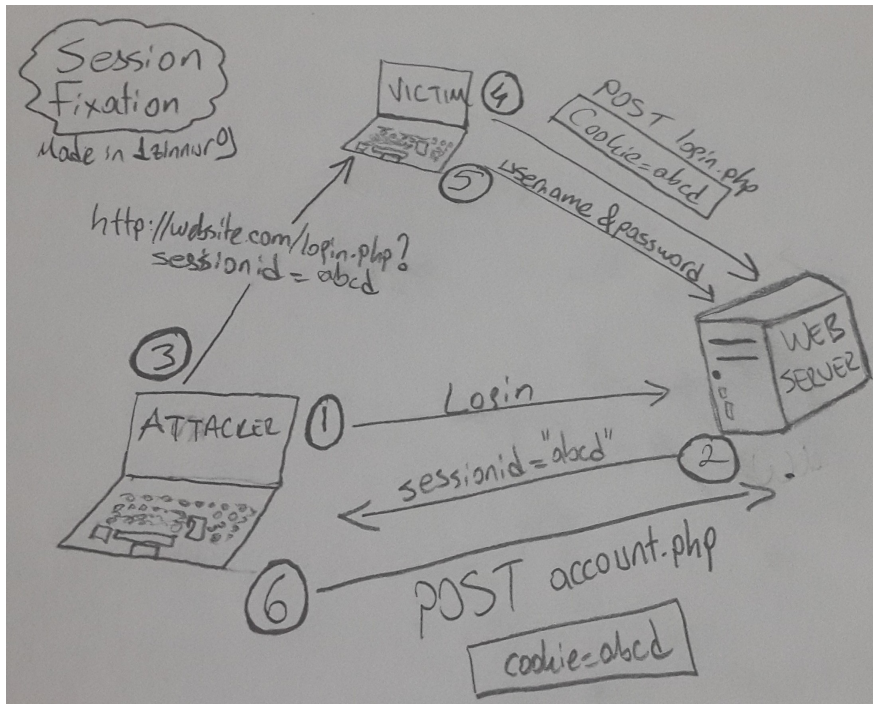 Session
Fixation
Made in
VICTIM
4
POST login.php
Cookie=abcd
5
username & password
http://website.com/login.php?
sessionid=abcd
3
WEB
SERVER
ATTACKER
1
Login
2
sessionid="abcd"
6
POST account.php
cookie=abcd